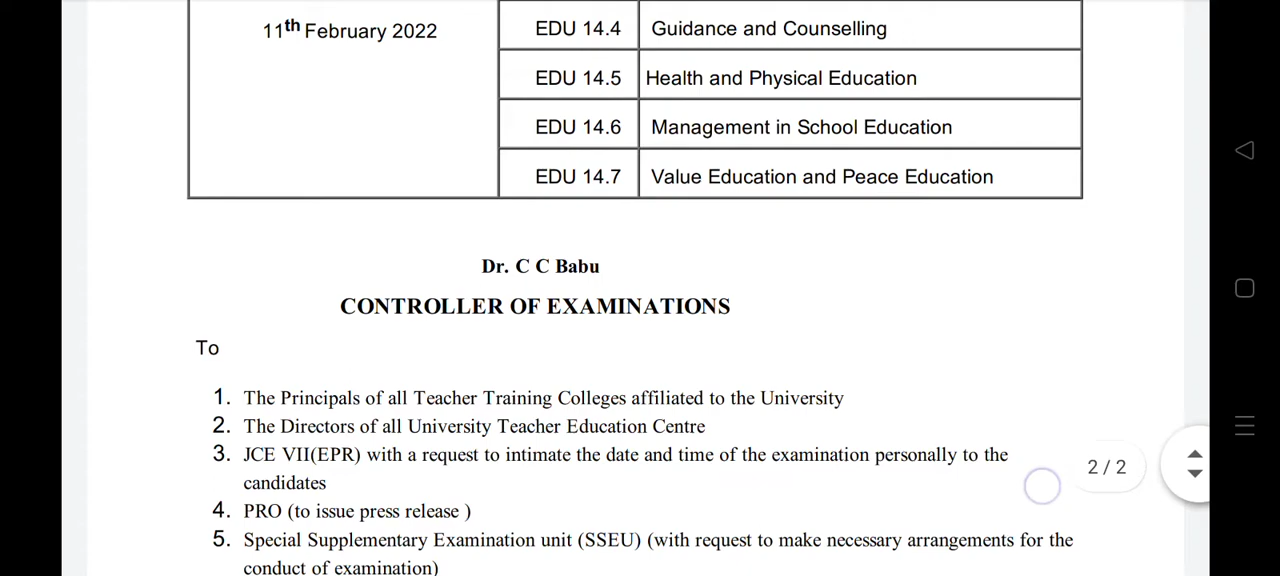 11th February 2022
EDU 14.4 Guidance and Counselling
EDU 14.5 Health and Physical Education
EDU 14.6 Management in School Education
EDU 14.7 Value Education and Peace Education
Dr. C C Babu
CONTROLLER OF EXAMINATIONS
To
1. The Principals of all Teacher Training Colleges affiliated to the University
2. The Directors of all University Teacher Education Centre
3. JCE VII(EPR) with a request to intimate the date and time of the examination personally to the
candidates
2 / 2
4. PRO (to issue press release )
5. Special Supplementary Examination unit (SSEU) (with request to make necessary arrangements for the
conduct of examination)